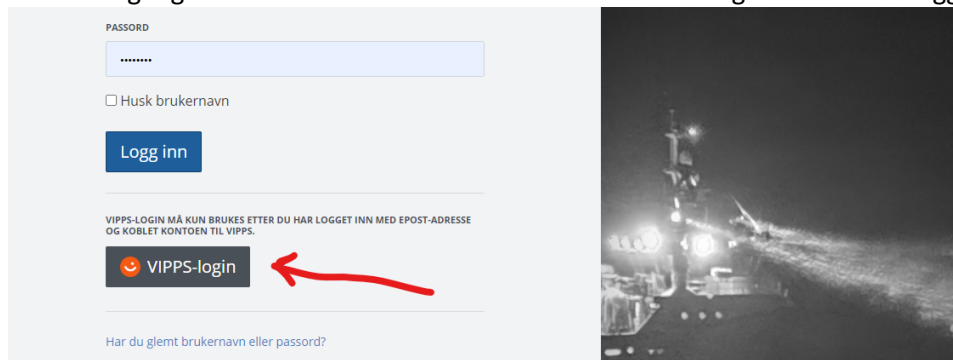 PASSORD
........
Husk brukernavn
Logg inn
VIPPS-LOGIN MÅ KUN BRUKES ETTER DU HAR LOGGET INN MED EPOST-ADRESSE
OG KOBLET KONTOEN TIL VIPPS.
VIPPS-login
Har du glemt brukernavn eller passord?